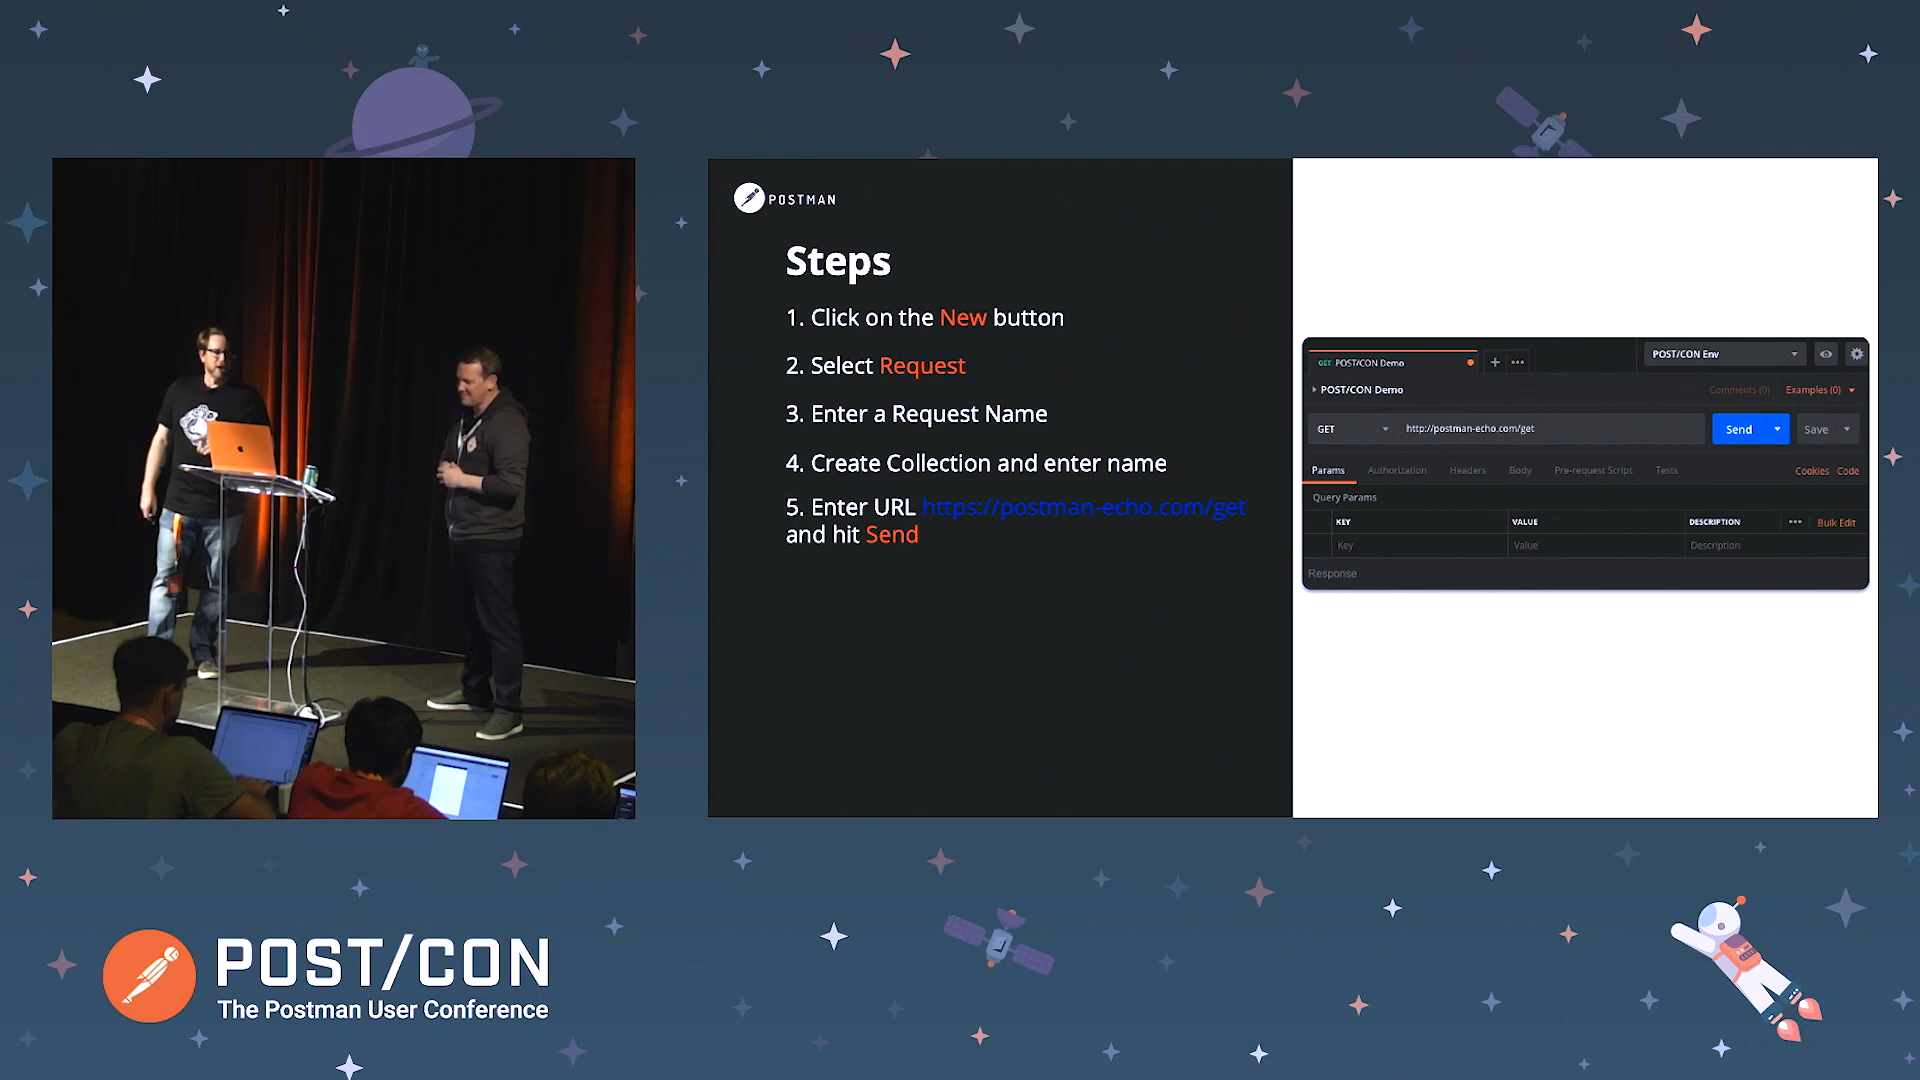 POSTMAN
Steps
1. Click on the New button
2. Select Request
3. Enter a Request Name
4. Create Collection and enter name
5. Enter URL https://postman-echo.com/get
and hit Send
GET POST/CON Demo
+ •••
POST/CON Env
POST/CON Demo
Comments (0)
Examples (0)
GET
http://postman-echo.com/get
Send
Save
Params
Authorization
Headers
Body
Pre-request Script
Tests
Cookies
Code
Query Params
KEY
VALUE
DESCRIPTION
•••
Bulk Edit
Key
Value
Description
Response
POST/CON
The Postman User Conference